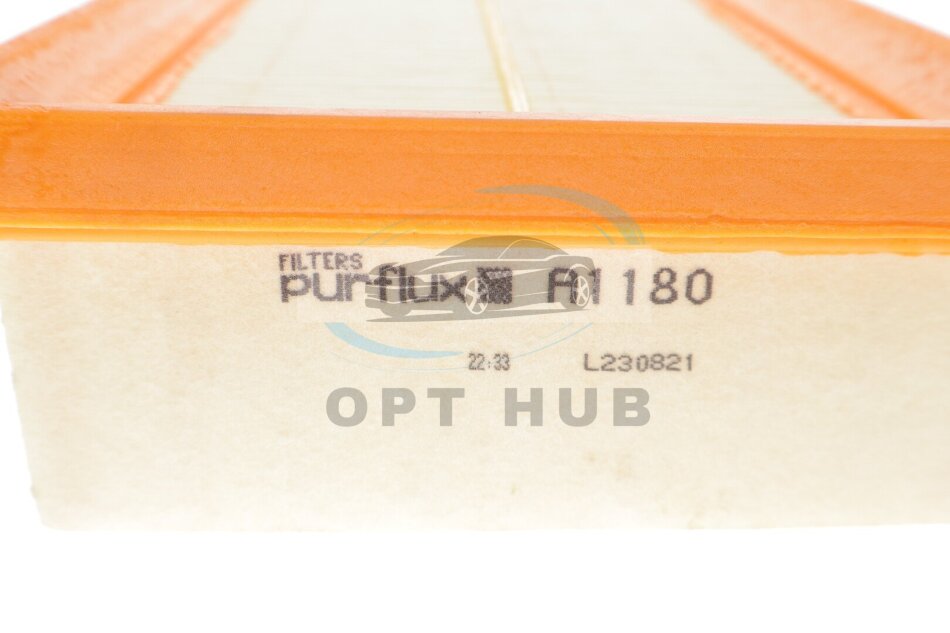 FILTERS
purflux A1180
22:33 L230821
OPT HUB